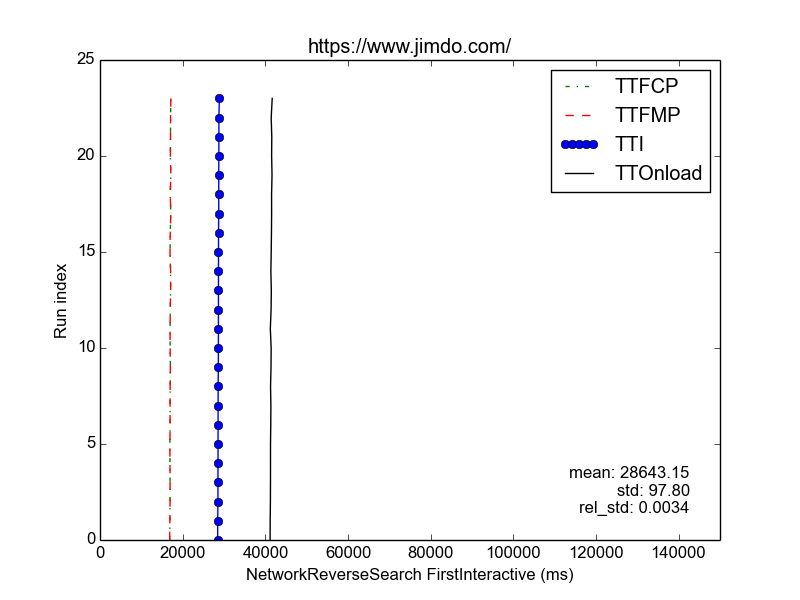 https://www.jimdo.com/
25
20
15
10
5
0
Run index
TTFCP
TTFMP
TTI
TTOnload
mean: 28643.15
std: 97.80
rel_std: 0.0034
0 20000 40000 60000 80000 100000 120000 140000
NetworkReverseSearch FirstInteractive (ms)